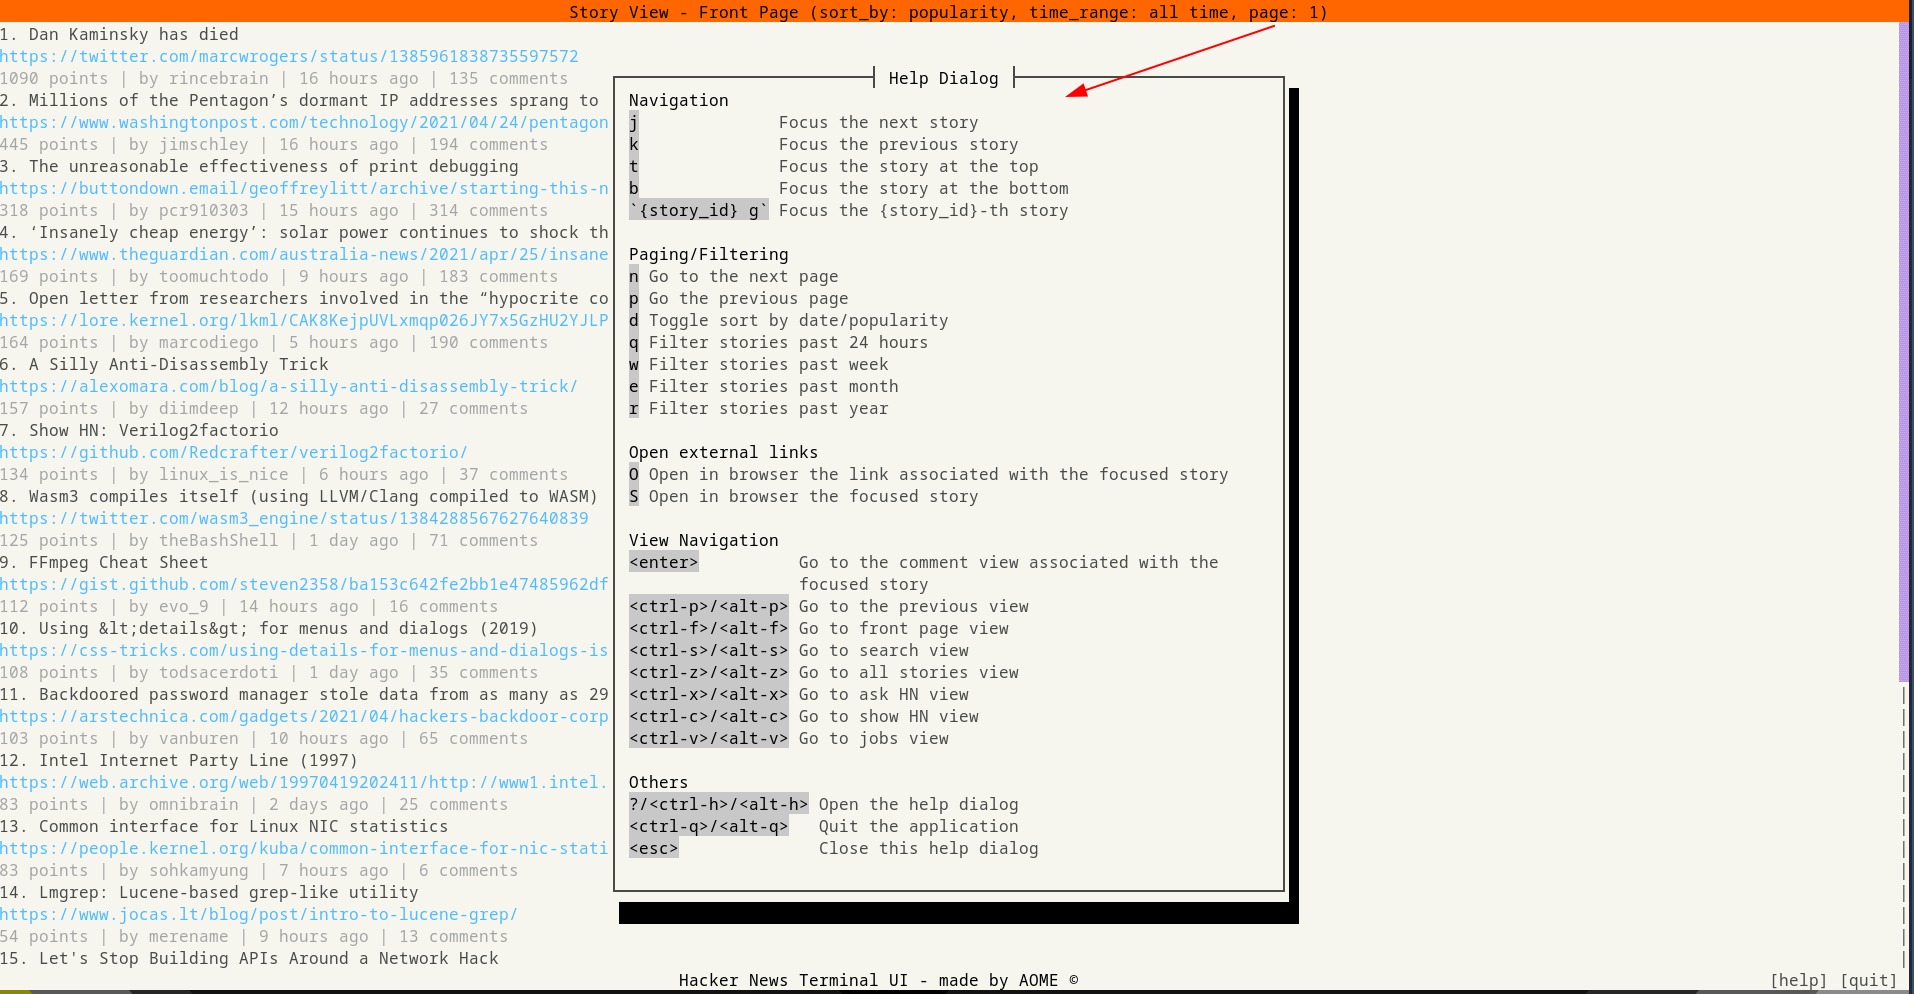 Story View - Front Page (sort_by: popularity, time_range: all time, page: 1)
1. Dan Kaminsky has died
https://twitter.com/marcwrogers/status/1385961838735597572
1090 points | by rincebrain | 16 hours ago | 135 comments
2. Millions of the Pentagon’s dormant IP addresses sprang to
https://www.washingtonpost.com/technology/2021/04/24/pentagon
445 points | by jimschley | 16 hours ago | 194 comments
3. The unreasonable effectiveness of print debugging
https://buttondown.email/geoffreylitt/archive/starting-this-n
318 points | by pcr910303 | 15 hours ago | 314 comments
4. ‘Insanely cheap energy’: solar power continues to shock th
https://www.theguardian.com/australia-news/2021/apr/25/insane
169 points | by toomuchtodo | 9 hours ago | 183 comments
5. Open letter from researchers involved in the “hypocrite co
https://lore.kernel.org/lkml/CAK8KejpUVLxmqp026JY7x5GzHU2YJLP
164 points | by marcodiego | 5 hours ago | 190 comments
6. A Silly Anti-Disassembly Trick
https://alexomara.com/blog/a-silly-anti-disassembly-trick/
157 points | by diimdeep | 12 hours ago | 27 comments
7. Show HN: Verilog2factorio
https://github.com/Redcrafter/verilog2factorio/
134 points | by linux_is_nice | 6 hours ago | 37 comments
8. Wasm3 compiles itself (using LLVM/Clang compiled to WASM)
https://twitter.com/wasm3_engine/status/1384288567627640839
125 points | by theBashShell | 1 day ago | 71 comments
9. FFmpeg Cheat Sheet
https://gist.github.com/steven2358/ba153c642fe2bb1e47485962df
112 points | by evo_9 | 14 hours ago | 16 comments
10. Using &lt;details&gt; for menus and dialogs (2019)
https://css-tricks.com/using-details-for-menus-and-dialogs-is
108 points | by todsacerdoti | 1 day ago | 35 comments
11. Backdoored password manager stole data from as many as 29
https://arstechnica.com/gadgets/2021/04/hackers-backdoor-corp
103 points | by vanburen | 10 hours ago | 65 comments
12. Intel Internet Party Line (1997)
https://web.archive.org/web/19970419202411/http://www1.intel.
83 points | by omnibrain | 2 days ago | 25 comments
13. Common interface for Linux NIC statistics
https://people.kernel.org/kuba/common-interface-for-nic-stati
83 points | by sohkamyung | 7 hours ago | 6 comments
14. Lmgrep: Lucene-based grep-like utility
https://www.jocas.lt/blog/post/intro-to-lucene-grep/
54 points | by merename | 9 hours ago | 13 comments
15. Let's Stop Building APIs Around a Network Hack
Help Dialog
Navigation
j Focus the next story
k Focus the previous story
t Focus the story at the top
b Focus the story at the bottom
`{story_id} g` Focus the {story_id}-th story
Paging/Filtering
n Go to the next page
p Go the previous page
d Toggle sort by date/popularity
q Filter stories past 24 hours
w Filter stories past week
e Filter stories past month
r Filter stories past year
Open external links
O Open in browser the link associated with the focused story
S Open in browser the focused story
View Navigation
<enter> Go to the comment view associated with the
focused story
<ctrl-p>/<alt-p> Go to the previous view
<ctrl-f>/<alt-f> Go to front page view
<ctrl-s>/<alt-s> Go to search view
<ctrl-z>/<alt-z> Go to all stories view
<ctrl-x>/<alt-x> Go to ask HN view
<ctrl-c>/<alt-c> Go to show HN view
<ctrl-v>/<alt-v> Go to jobs view
Others
?/<ctrl-h>/<alt-h> Open the help dialog
<ctrl-q>/<alt-q> Quit the application
<esc> Close this help dialog
Hacker News Terminal UI - made by AOME ©
[help] [quit]